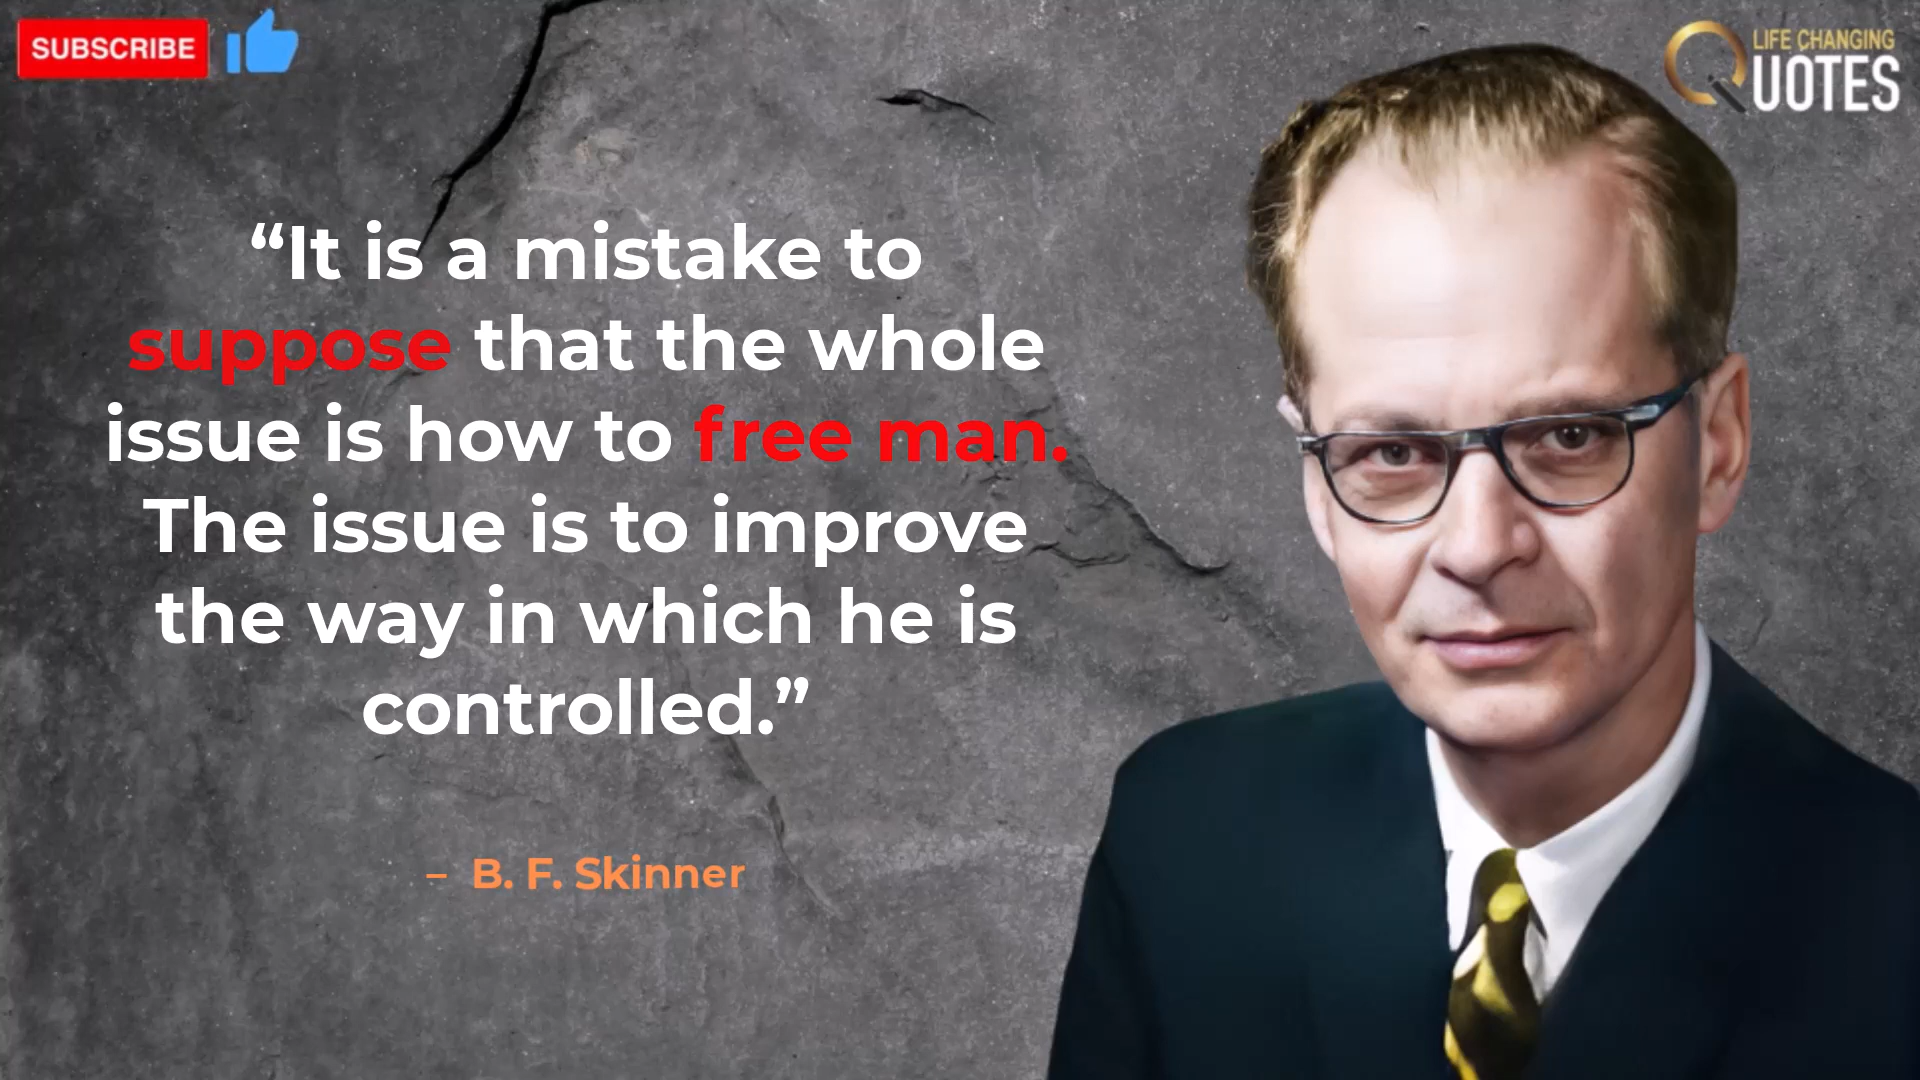 SUBSCRIBE
LIFE CHANGING
QUOTES
“It is a mistake to
suppose that the whole
issue is how to free man.
The issue is to improve
the way in which he is
controlled.”
– B. F. Skinner